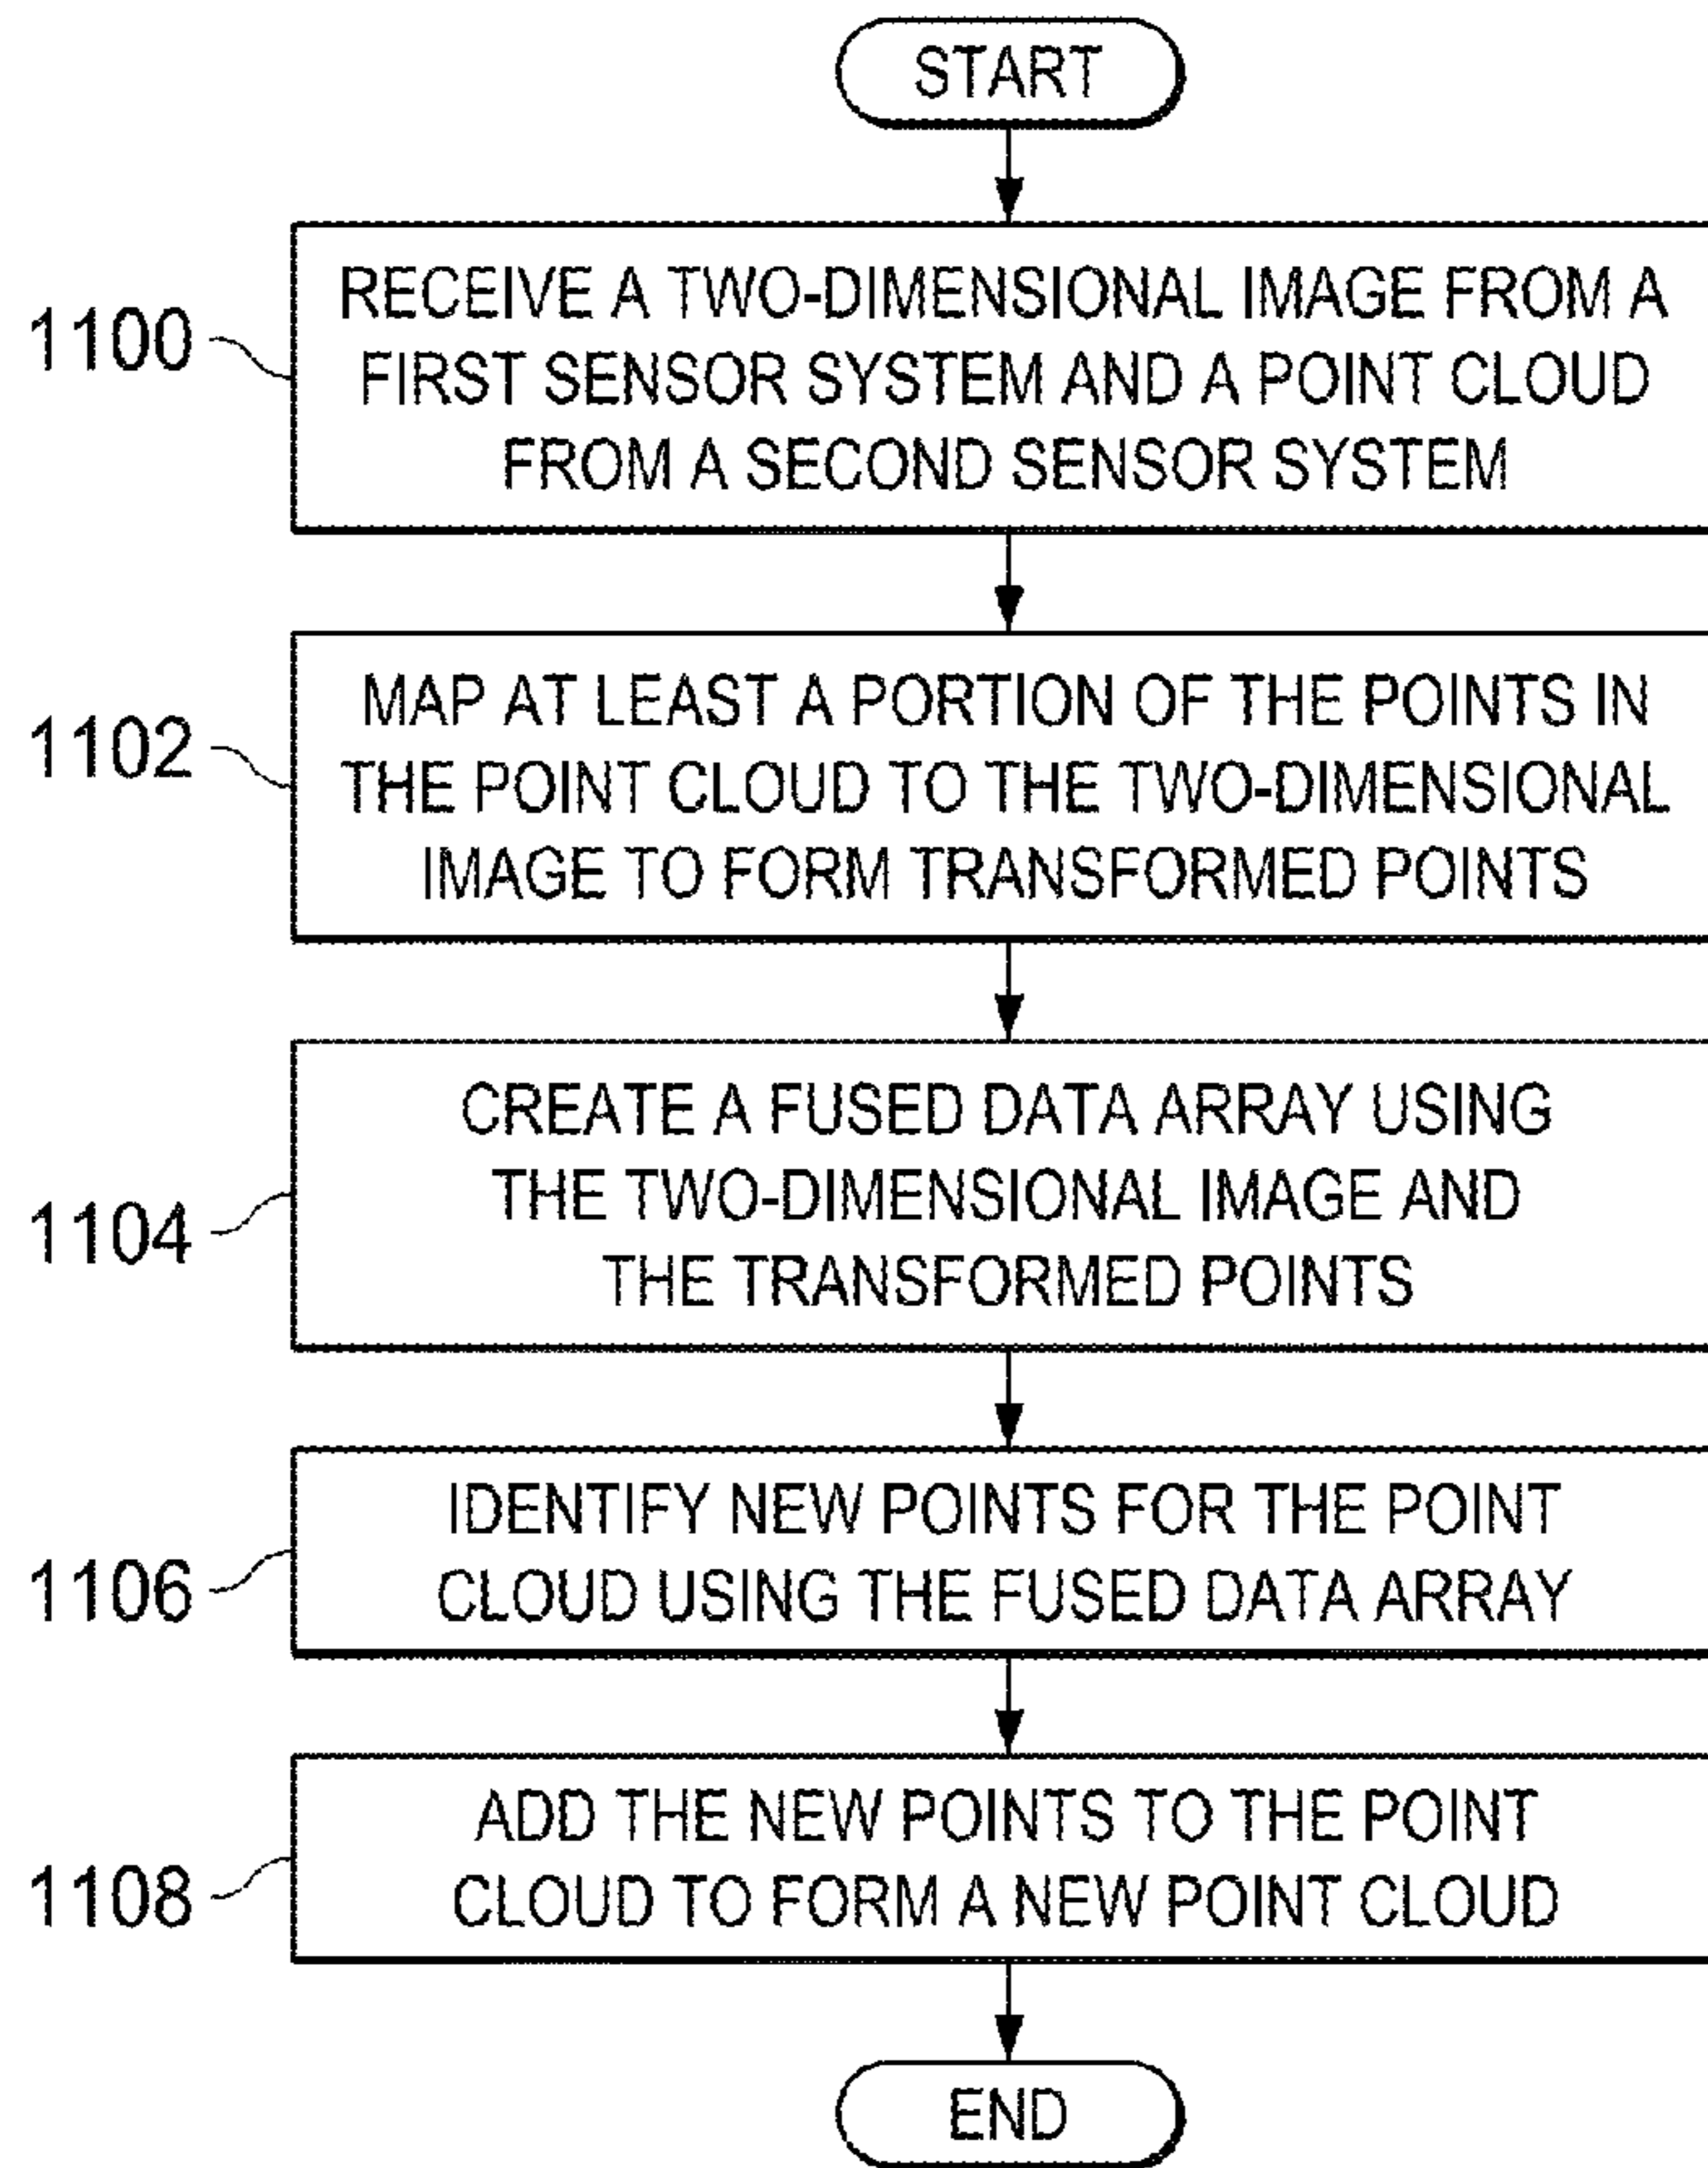 START
1100
RECEIVE A TWO-DIMENSIONAL IMAGE FROM A
FIRST SENSOR SYSTEM AND A POINT CLOUD
FROM A SECOND SENSOR SYSTEM
1102
MAP AT LEAST A PORTION OF THE POINTS IN
THE POINT CLOUD TO THE TWO-DIMENSIONAL
IMAGE TO FORM TRANSFORMED POINTS
1104
CREATE A FUSED DATA ARRAY USING
THE TWO-DIMENSIONAL IMAGE AND
THE TRANSFORMED POINTS
1106
IDENTIFY NEW POINTS FOR THE POINT
CLOUD USING THE FUSED DATA ARRAY
1108
ADD THE NEW POINTS TO THE POINT
CLOUD TO FORM A NEW POINT CLOUD
END